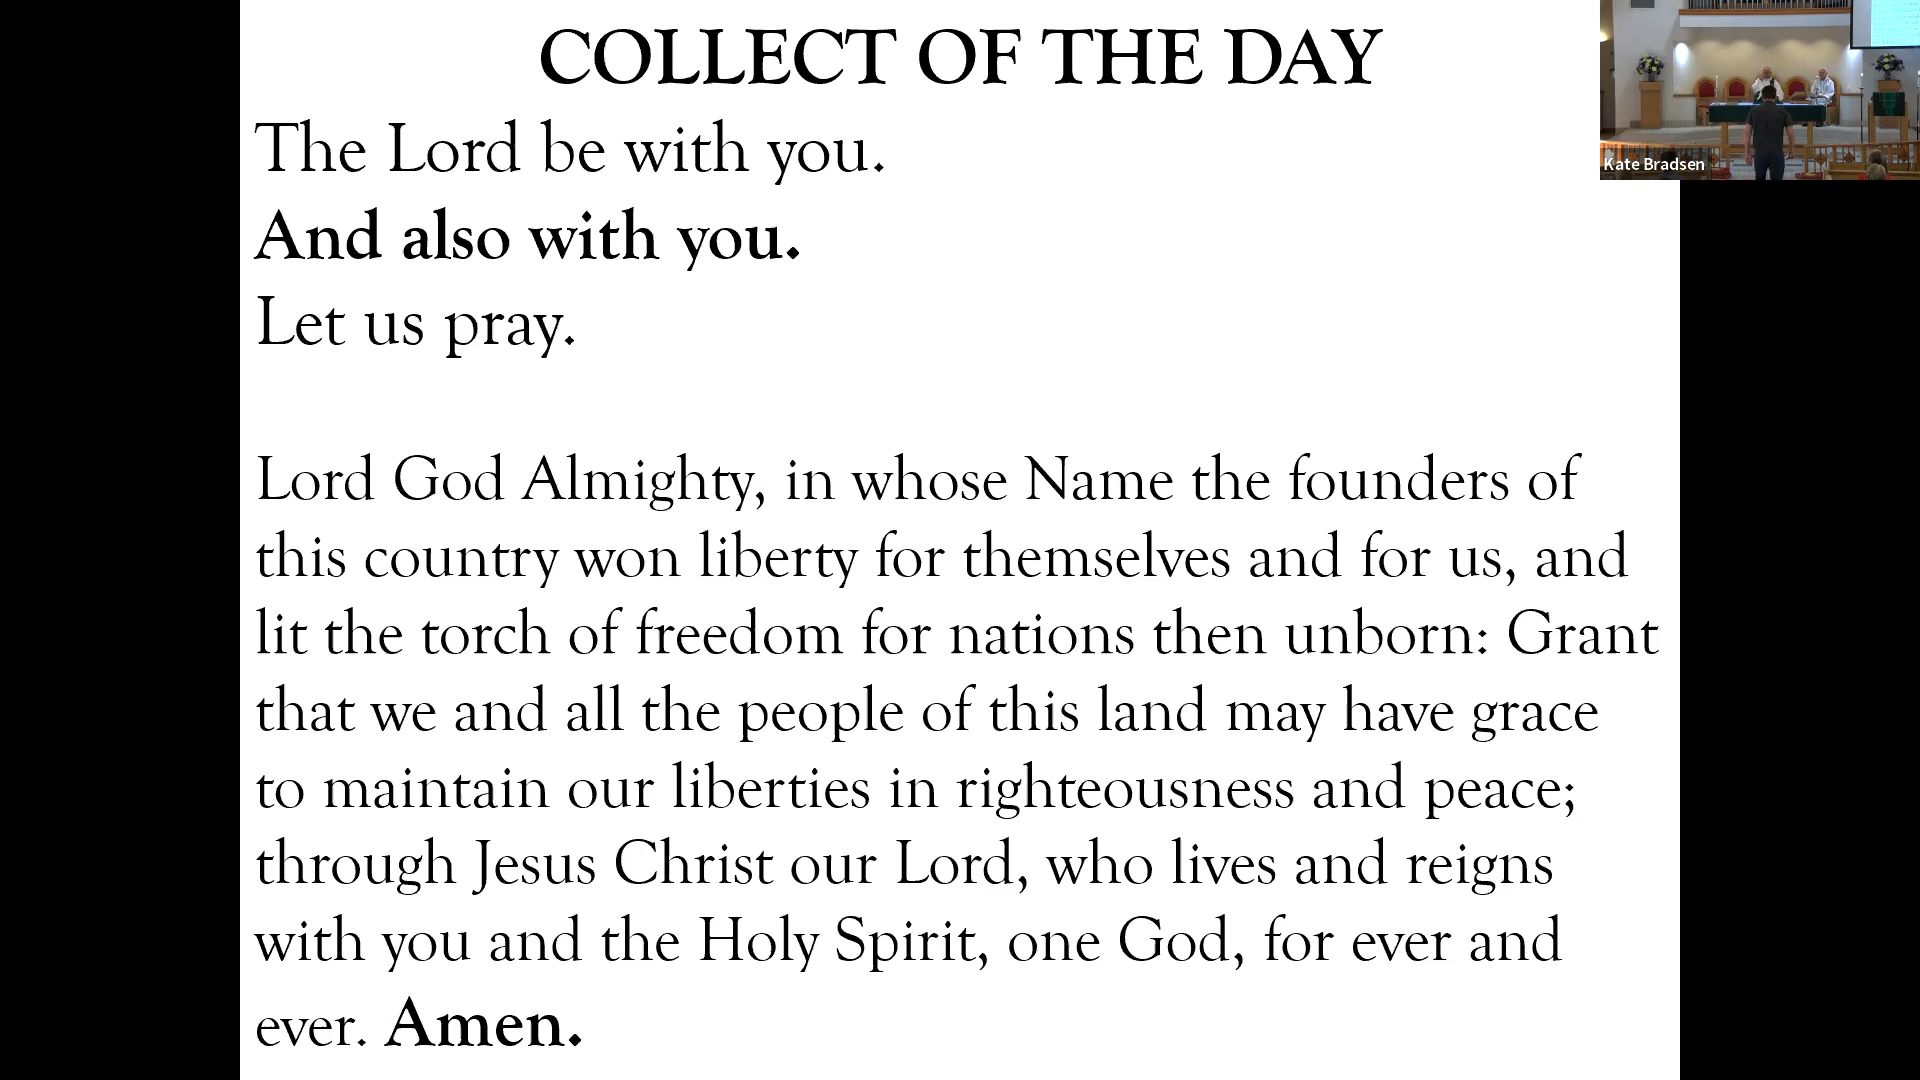 COLLECT OF THE DAY
The Lord be with you.
And also with you.
Let us pray.
Lord God Almighty, in whose Name the founders of
this country won liberty for themselves and for us, and
lit the torch of freedom for nations then unborn: Grant
that we and all the people of this land may have grace
to maintain our liberties in righteousness and peace;
through Jesus Christ our Lord, who lives and reigns
with you and the Holy Spirit, one God, for ever and
ever. Amen.
Kate Bradsen